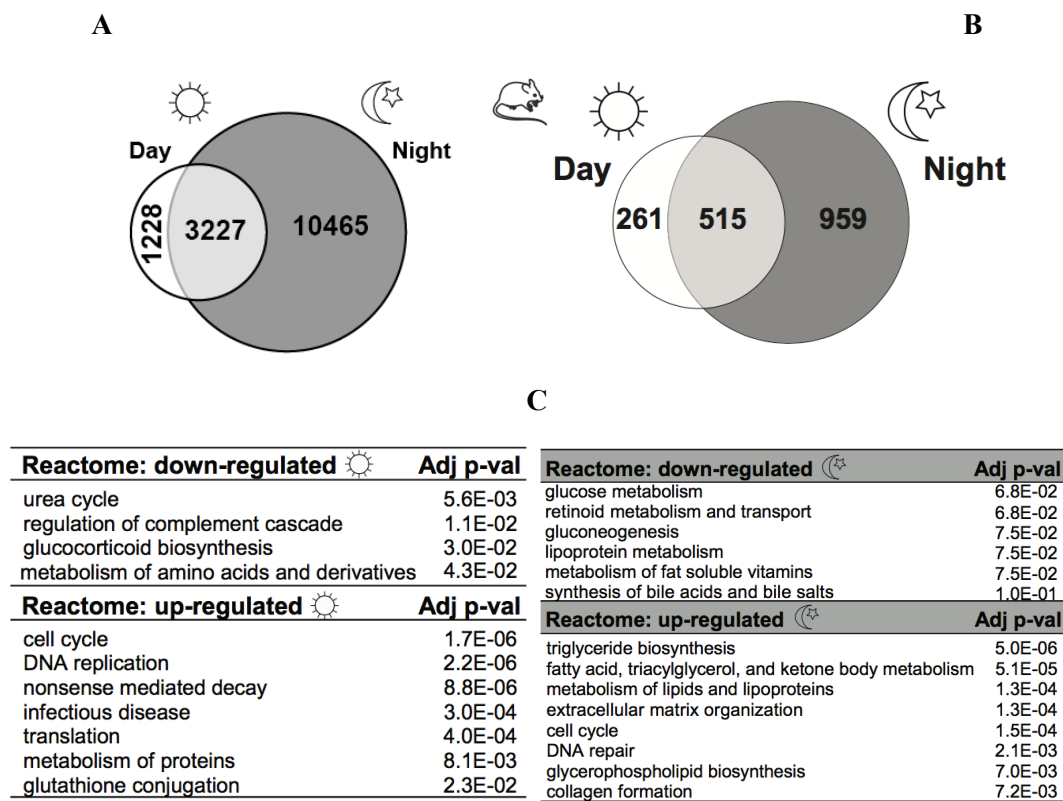 A
B
Day
Night
1228
3227
10465
Day
Night
261
515
959
C
Reactome: down-regulated Adj p-val
urea cycle 5.6E-03
regulation of complement cascade 1.1E-02
glucocorticoid biosynthesis 3.0E-02
metabolism of amino acids and derivatives 4.3E-02
Reactome: up-regulated Adj p-val
cell cycle 1.7E-06
DNA replication 2.2E-06
nonsense mediated decay 8.8E-06
infectious disease 3.0E-04
translation 4.0E-04
metabolism of proteins 8.1E-03
glutathione conjugation 2.3E-02
Reactome: down-regulated Adj p-val
glucose metabolism 6.8E-02
retinoid metabolism and transport 6.8E-02
gluconeogenesis 7.5E-02
lipoprotein metabolism 7.5E-02
metabolism of fat soluble vitamins 7.5E-02
synthesis of bile acids and bile salts 1.0E-01
Reactome: up-regulated Adj p-val
triglyceride biosynthesis 5.0E-06
fatty acid, triacylglycerol, and ketone body metabolism 5.1E-05
metabolism of lipids and lipoproteins 1.3E-04
extracellular matrix organization 1.3E-04
cell cycle 1.5E-04
DNA repair 2.1E-03
glycerophospholipid biosynthesis 7.0E-03
collagen formation 7.2E-03